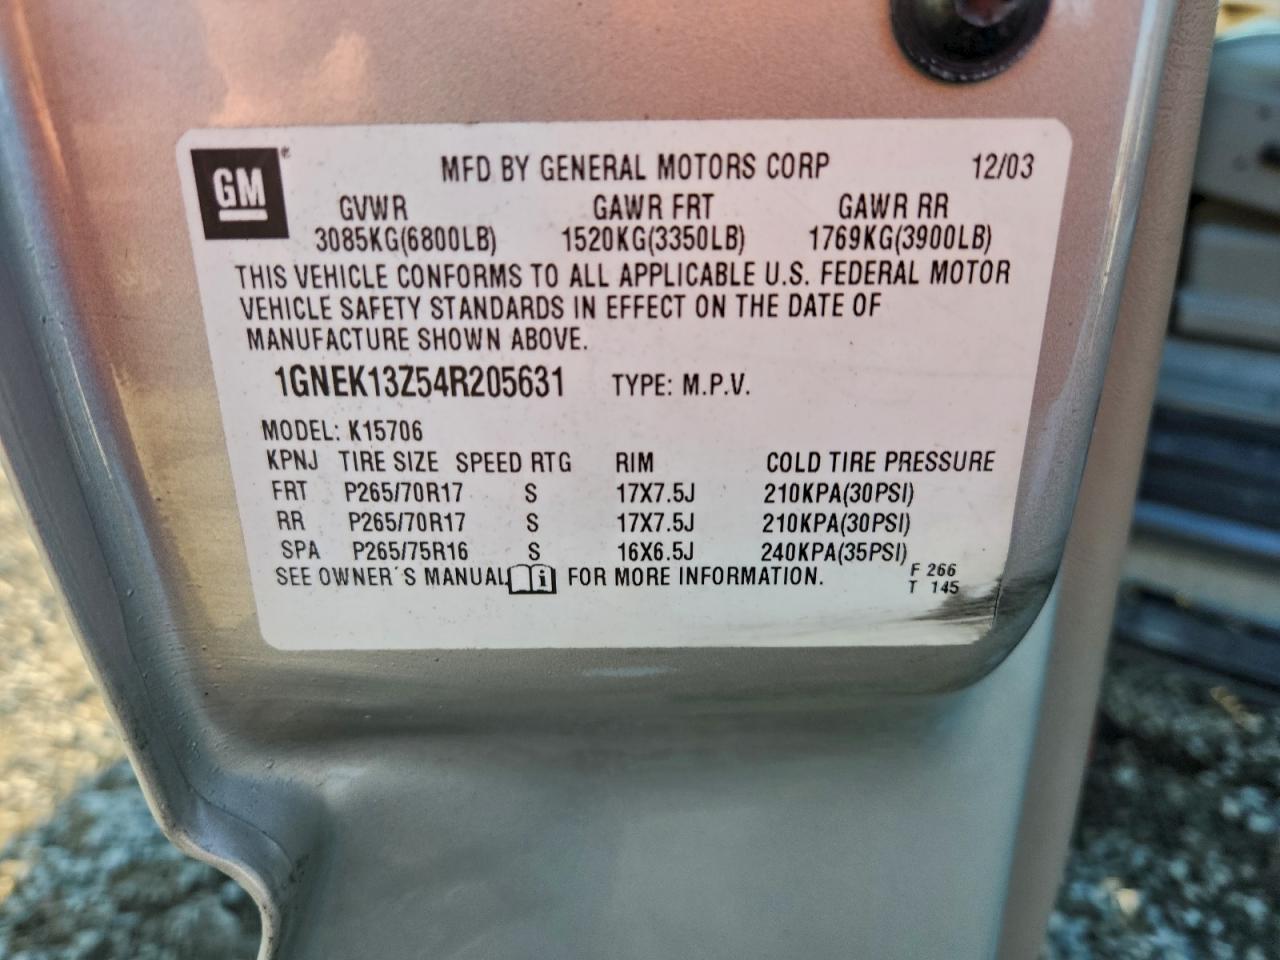 GM® MFD BY GENERAL MOTORS CORP 12/03
GVWR GAWR FRT GAWR RR
3085KG(6800LB) 1520KG(3350LB) 1769KG(3900LB)
THIS VEHICLE CONFORMS TO ALL APPLICABLE U.S. FEDERAL MOTOR
VEHICLE SAFETY STANDARDS IN EFFECT ON THE DATE OF
MANUFACTURE SHOWN ABOVE.
1GNEK13Z54R205631 TYPE: M.P.V.
MODEL: K15706
KPNJ TIRE SIZE SPEED RTG RIM COLD TIRE PRESSURE
FRT P265/70R17 S 17X7.5J 210KPA(30PSI)
RR P265/70R17 S 17X7.5J 210KPA(30PSI)
SPA P265/75R16 S 16X6.5J 240KPA(35PSI)
SEE OWNER´S MANUAL i FOR MORE INFORMATION. F 266
T 145